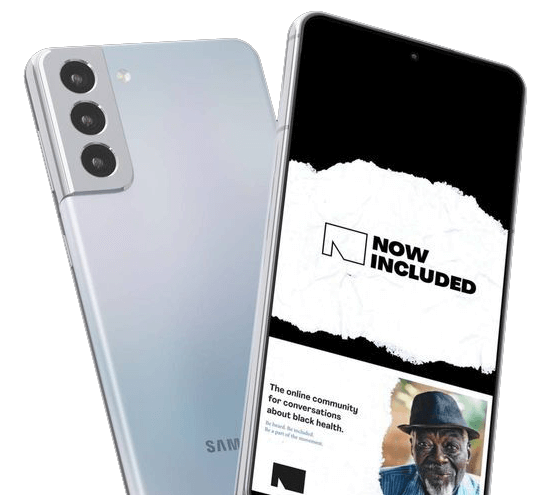 NOW
INCLUDED
The online community
for conversations
about black health.
Be heard. Be included.
Be a part of the movement.
SAM